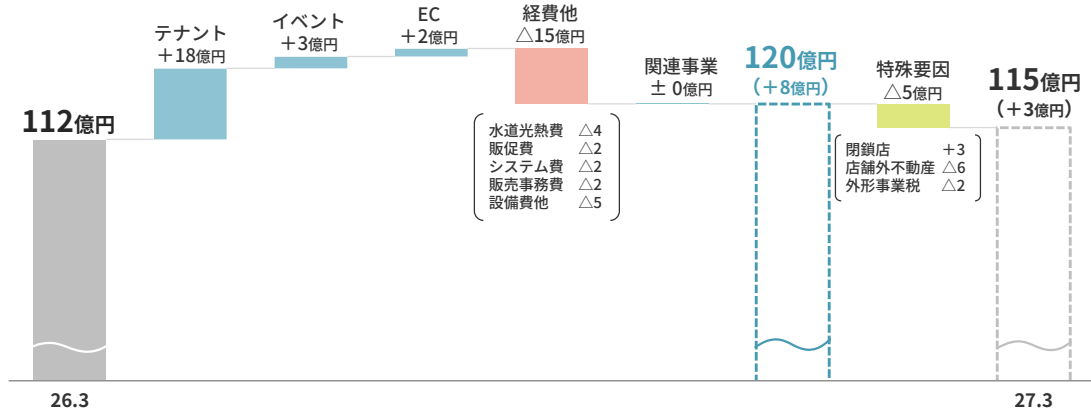 112億円
テナント
＋18億円
イベント
＋3億円
EC
＋2億円
経費他
△15億円
水道光熱費 △4
販促費 △2
システム費 △2
販売事務費 △2
設備費他 △5
関連事業
± 0億円
120億円
（＋8億円）
特殊要因
△5億円
閉鎖店 ＋3
店舗外不動産 △6
外形事業税 △2
115億円
（＋3億円）
26.3
27.3